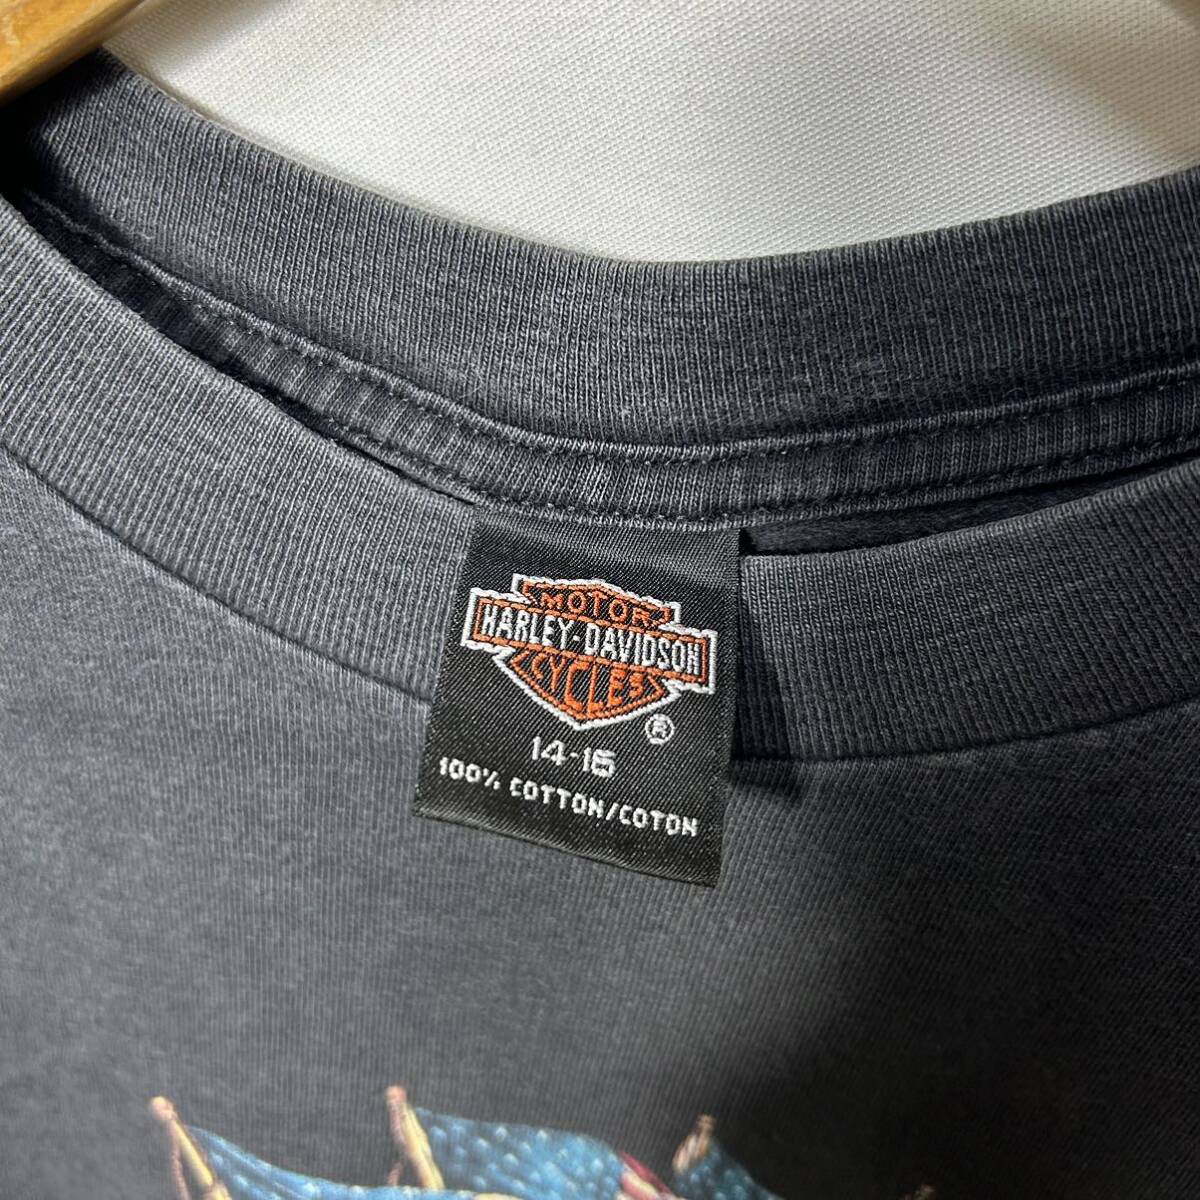 MOTOR
HARLEY-DAVIDSON
CYCLES
®
14-16
100% COTTON/COTON